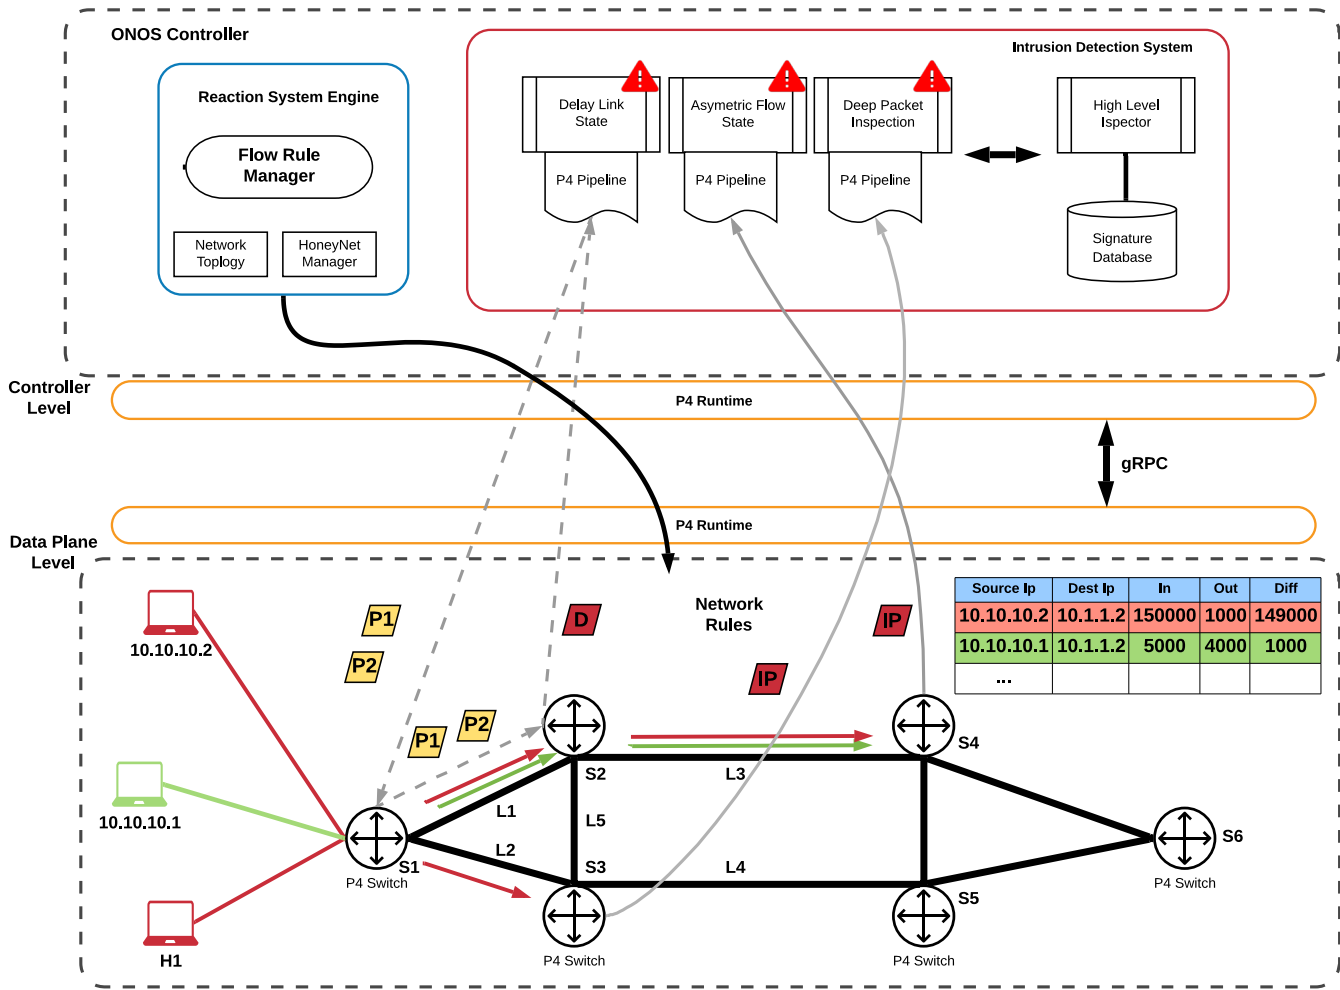 ONOS Controller
Reaction System Engine
Flow Rule
Manager
Network
Toplogy
HoneyNet
Manager
Intrusion Detection System
Delay Link
State
P4 Pipeline
Asymetric Flow
State
P4 Pipeline
Deep Packet
Inspection
P4 Pipeline
High Level
Ispector
Signature
Database
Controller
Level
P4 Runtime
gRPC
P4 Runtime
Data Plane
Level
Network
Rules
Source Ip Dest Ip In Out Diff
10.10.10.2 10.1.1.2 150000 1000 149000
10.10.10.1 10.1.1.2 5000 4000 1000
...
10.10.10.2
P1
P2
D
IP
IP
P1
P2
10.10.10.1
H1
S1
P4 Switch
L1
L2
S2
L5
S3
P4 Switch
L3
L4
S4
S5
P4 Switch
S6
P4 Switch